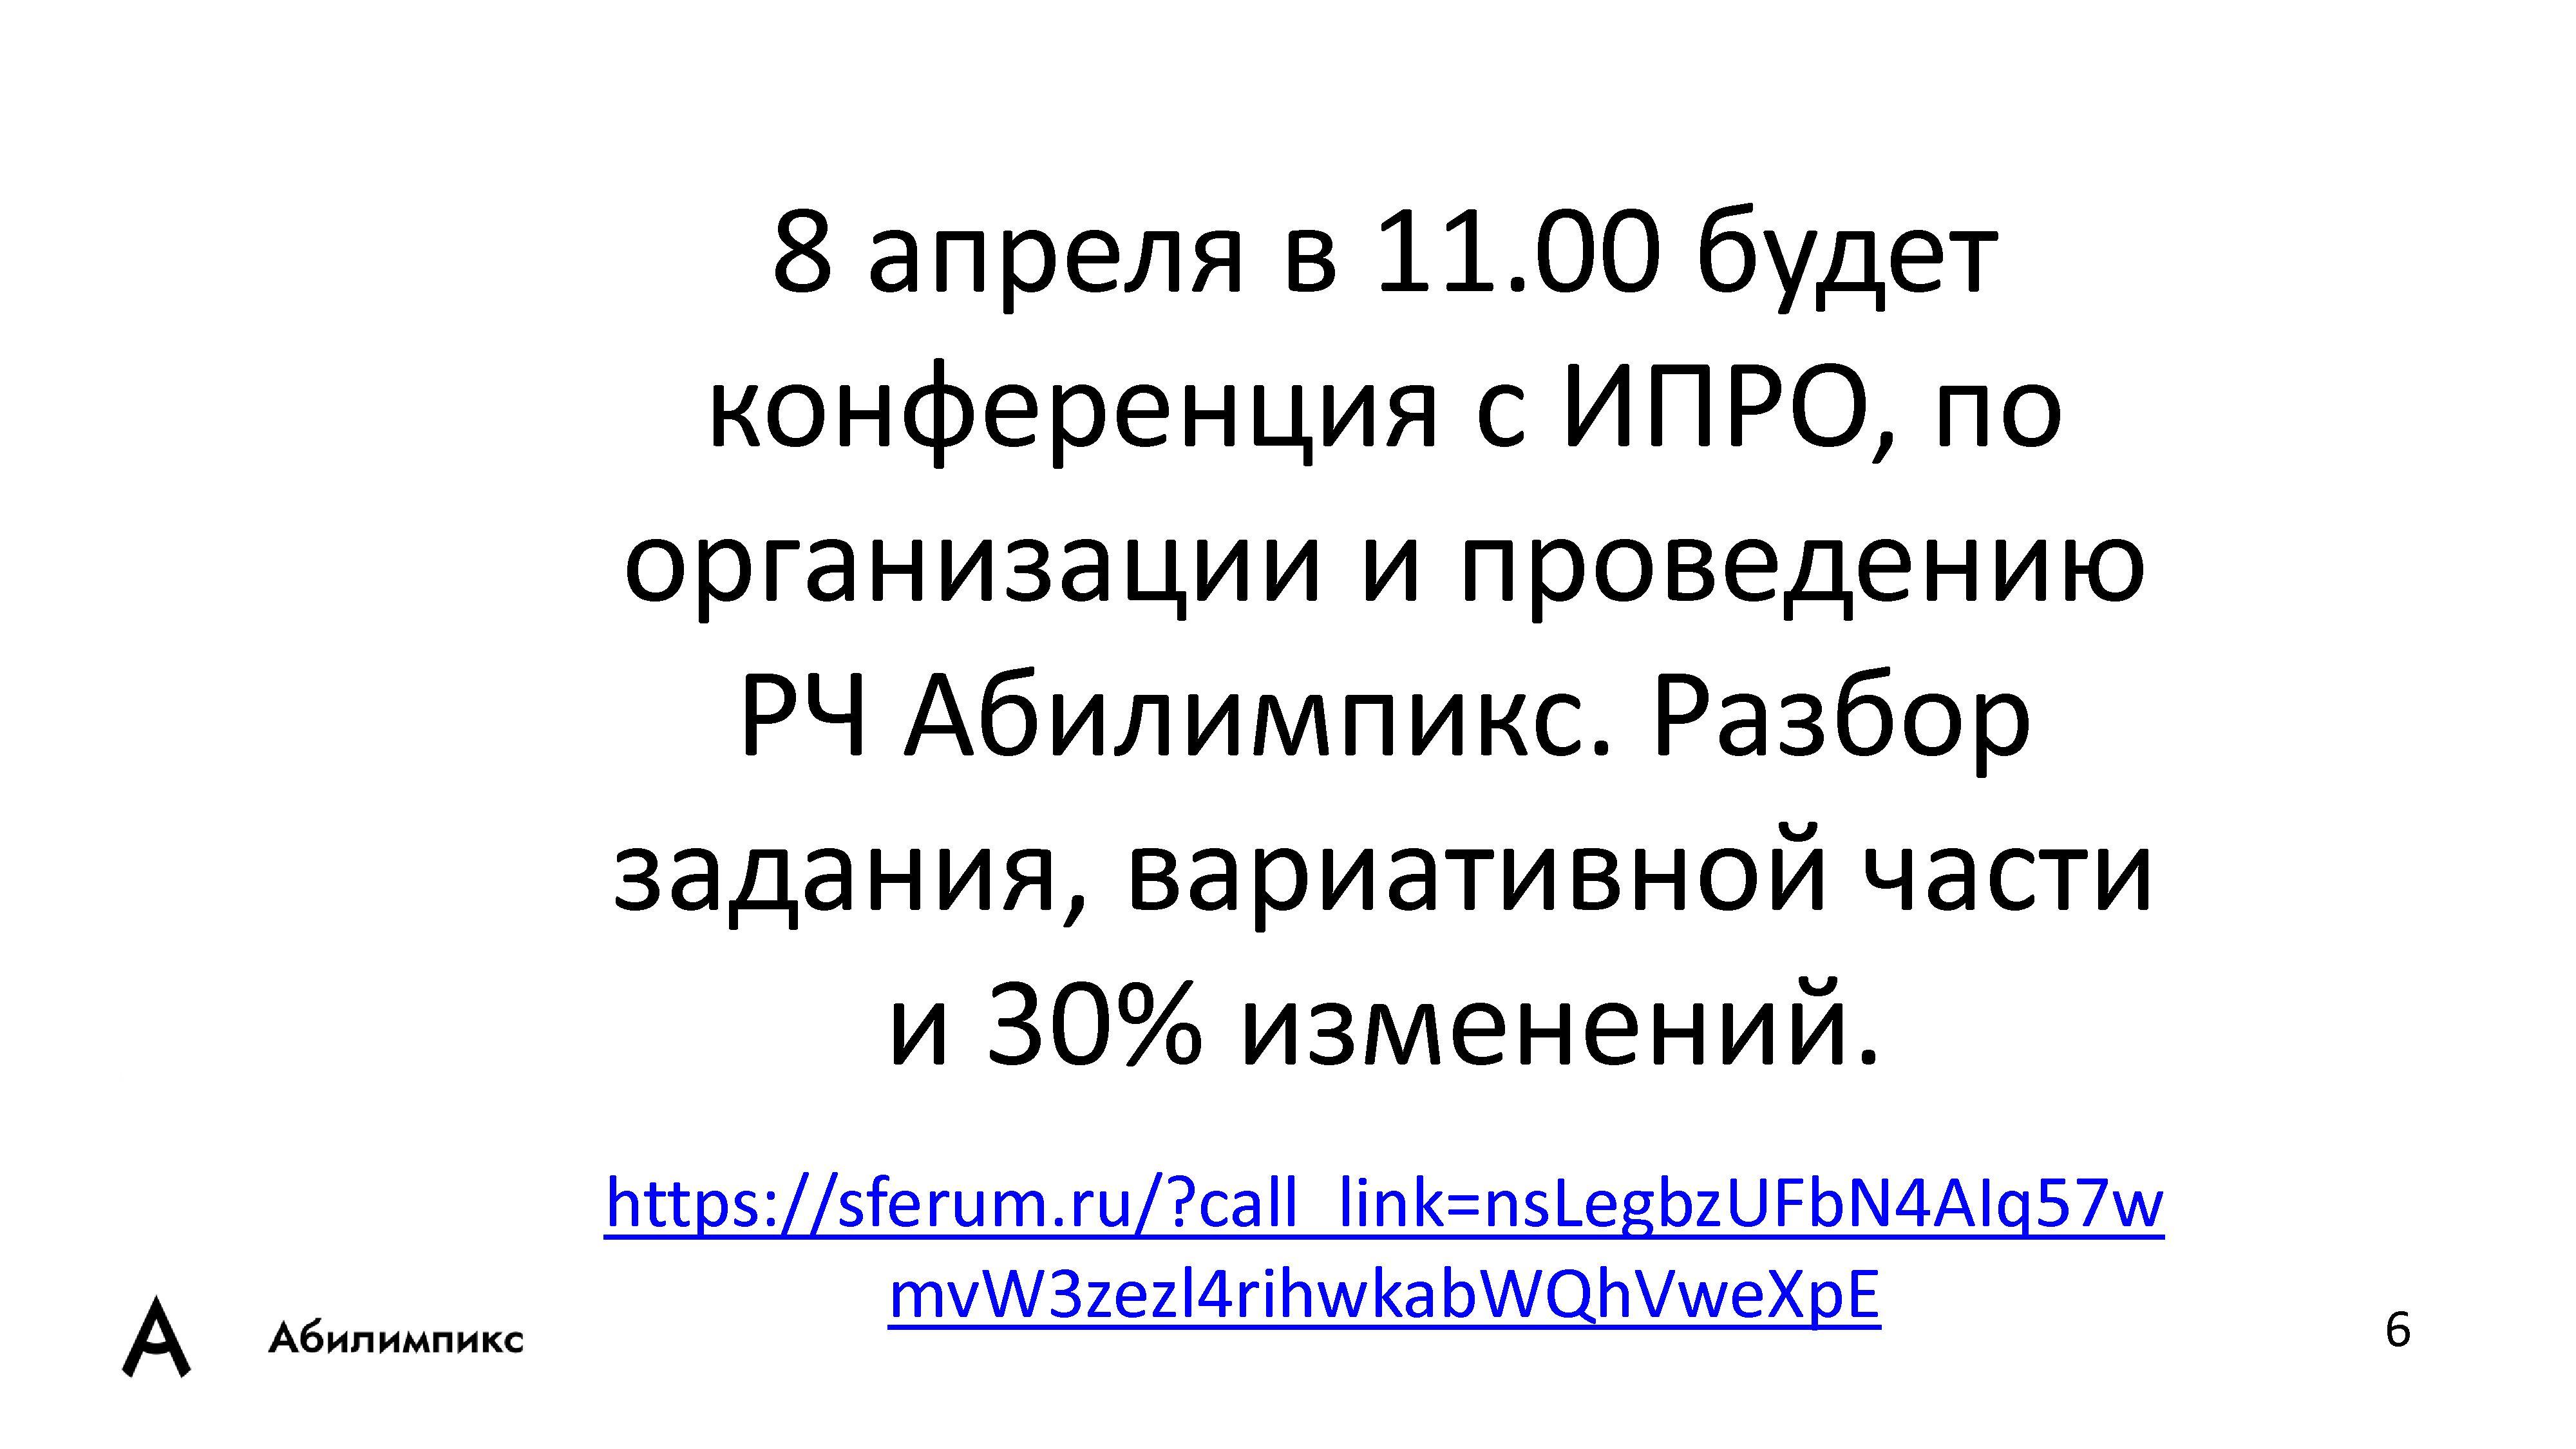 8 апреля в 11.00 будет
конференция с ИПРО, по
организации и проведению
РЧ Абилимпикс. Разбор
задания, вариативной части
и 30% изменений.
https://sferum.ru/?call_link=nsLegbzUFbN4AIq57w
mvW3zezl4rihwkabWQhVweXpE
Абилимпикс
6